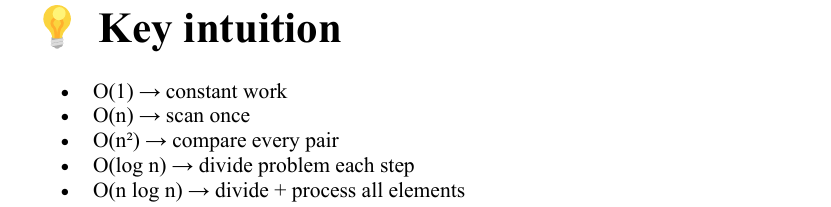 💡 Key intuition
• O(1) → constant work
• O(n) → scan once
• O(n²) → compare every pair
• O(log n) → divide problem each step
• O(n log n) → divide + process all elements